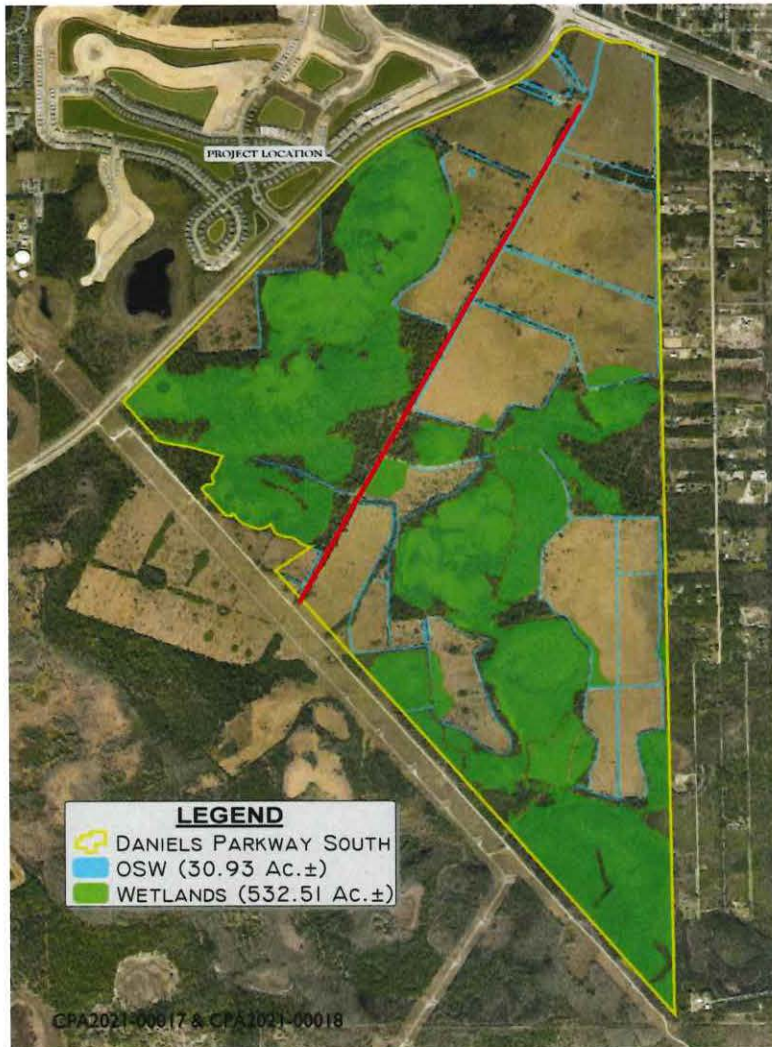 PROJECT LOCATION
LEGEND
DANIELS PARKWAY SOUTH
OSW (30.93 AC.±)
WETLANDS (532.51 AC.±)
CPA2021-00017 & CPA2021-00018